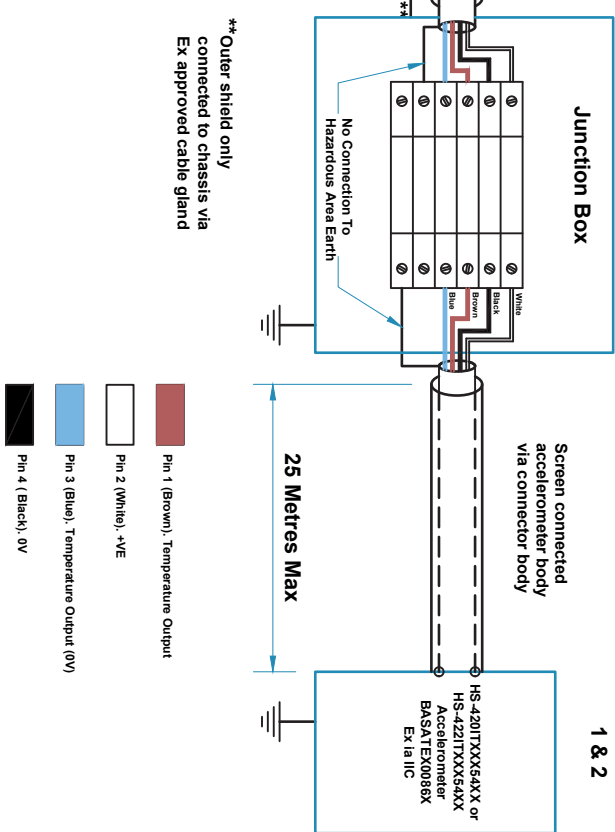 **
Junction Box
**Outer shield only
connected to chassis via
Ex approved cable gland
No Connection To
Hazardous Area Earth
White
Black
Brown
Blue
Screen connected
accelerometer body
via connector body
25 Metres Max
1 & 2
HS-420ITXXX54XX or
HS-422ITXXX54XX
Accelerometer
BASATEX0086X
Ex ia IIC
Pin 1 (Brown). Temperature Output
Pin 2 (White). +VE
Pin 3 (Blue). Temperature Output (0V)
Pin 4 ( Black). 0V